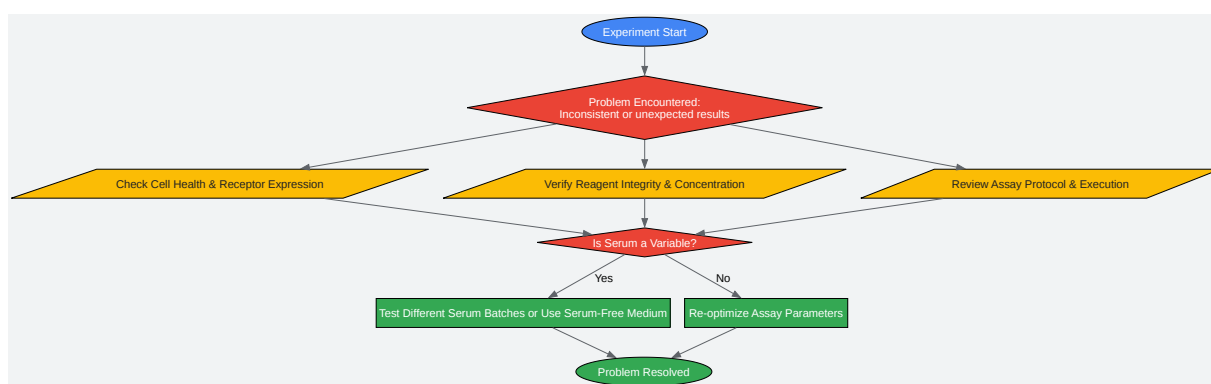 Experiment Start
Problem Encountered:
Inconsistent or unexpected results
Check Cell Health & Receptor Expression
Verify Reagent Integrity & Concentration
Review Assay Protocol & Execution
Is Serum a Variable?
Yes
No
Test Different Serum Batches or Use Serum-Free Medium
Re-optimize Assay Parameters
Problem Resolved